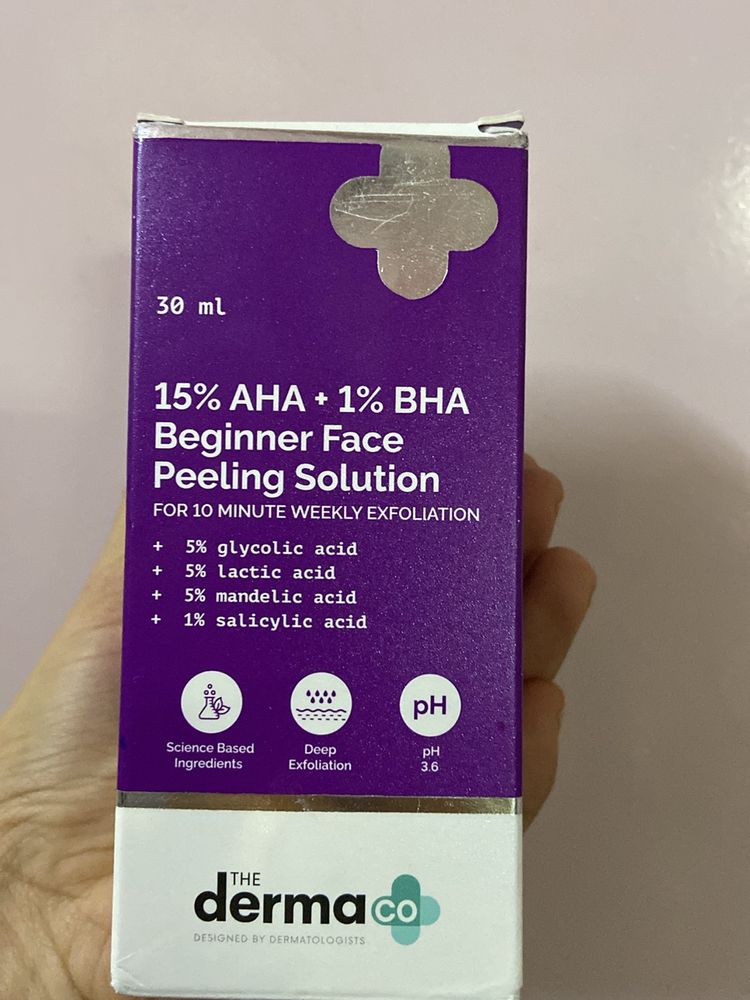 30 ml
15% AHA + 1% BHA
Beginner Face
Peeling Solution
FOR 10 MINUTE WEEKLY EXFOLIATION
+ 5% glycolic acid
+ 5% lactic acid
+ 5% mandelic acid
+ 1% salicylic acid
pH
Science Based
Ingredients
Deep
Exfoliation
pH
3.6
THE
derma co
DESIGNED BY DERMATOLOGISTS